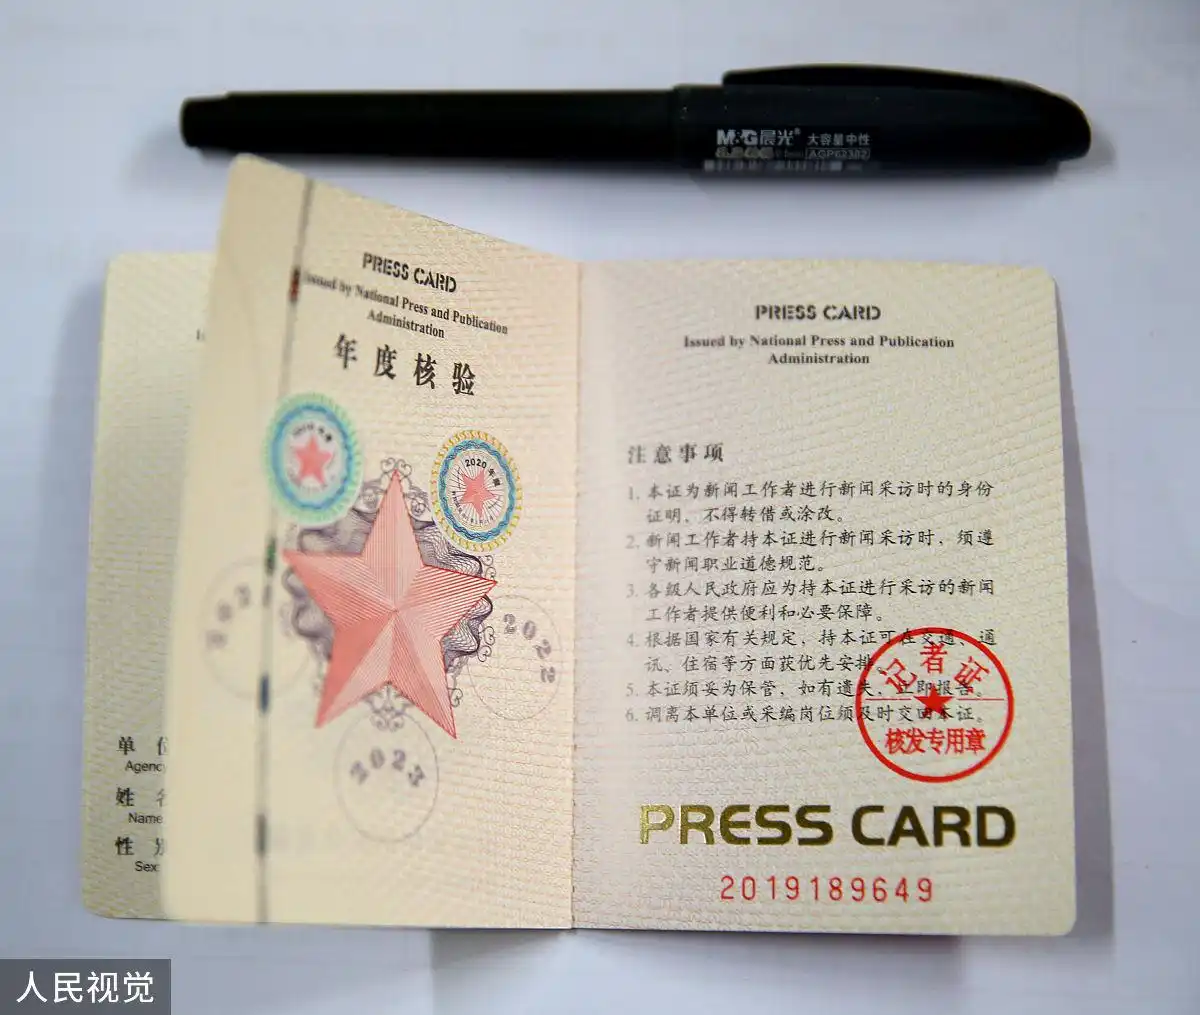 M&G晨光® 大容量中性
AGP62302
PRESS CARD
Issued by National Press and Publication
Administration
年度核验
2020 年度
2021
2022
2023
单
Agency
姓名
Name
性别
Sex
PRESS CARD
Issued by National Press and Publication
Administration
注意事项
1. 本证为新闻工作者进行新闻采访时的身份
证明，不得转借或涂改。
2. 新闻工作者持本证进行新闻采访时，须遵
守新闻职业道德规范。
3. 各级人民政府应为持本证进行采访的新闻
工作者提供便利和必要保障。
4. 根据国家有关规定，持本证可在交通、通
讯、住宿等方面获优先安排。
5. 本证须妥为保管，如有遗失，立即报告。
6. 调离本单位或采编岗位须及时交回本证。
记者证
核发专用章
PRESS CARD
2019189649
人民视觉